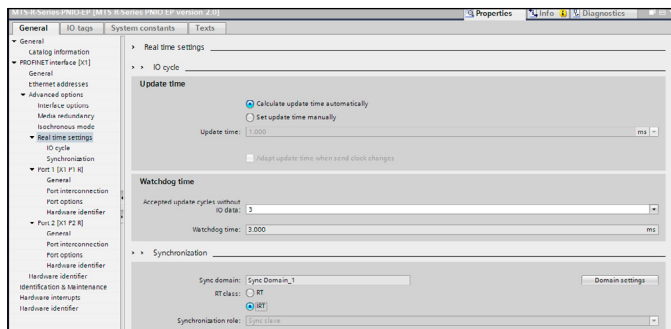 MTS-R-Series-PNIO-EP [MTS R-Series PNIO EP version 2.0]
Properties
Info
Diagnostics
General
IO tags
System constants
Texts
General
Catalog information
PROFINET interface [X1]
General
Ethernet addresses
Advanced options
Interface options
Media redundancy
Isochronous mode
Real time settings
IO cycle
Synchronization
Port 1 [X1 P1 R]
General
Port interconnection
Port options
Hardware identifier
Port 2 [X1 P2 R]
General
Port interconnection
Port options
Hardware identifier
Hardware identifier
Identification & Maintenance
Hardware interrupts
Hardware identifier
Real time settings
IO cycle
Update time
Calculate update time automatically
Set update time manually
Update time: 1.000 ms
Adapt update time when send clock changes
Watchdog time
Accepted update cycles without
IO data: 3
Watchdog time: 3.000 ms
Synchronization
Sync domain: Sync Domain_1 Domain settings
RT class: RT
IRT
Synchronization role: Sync slave